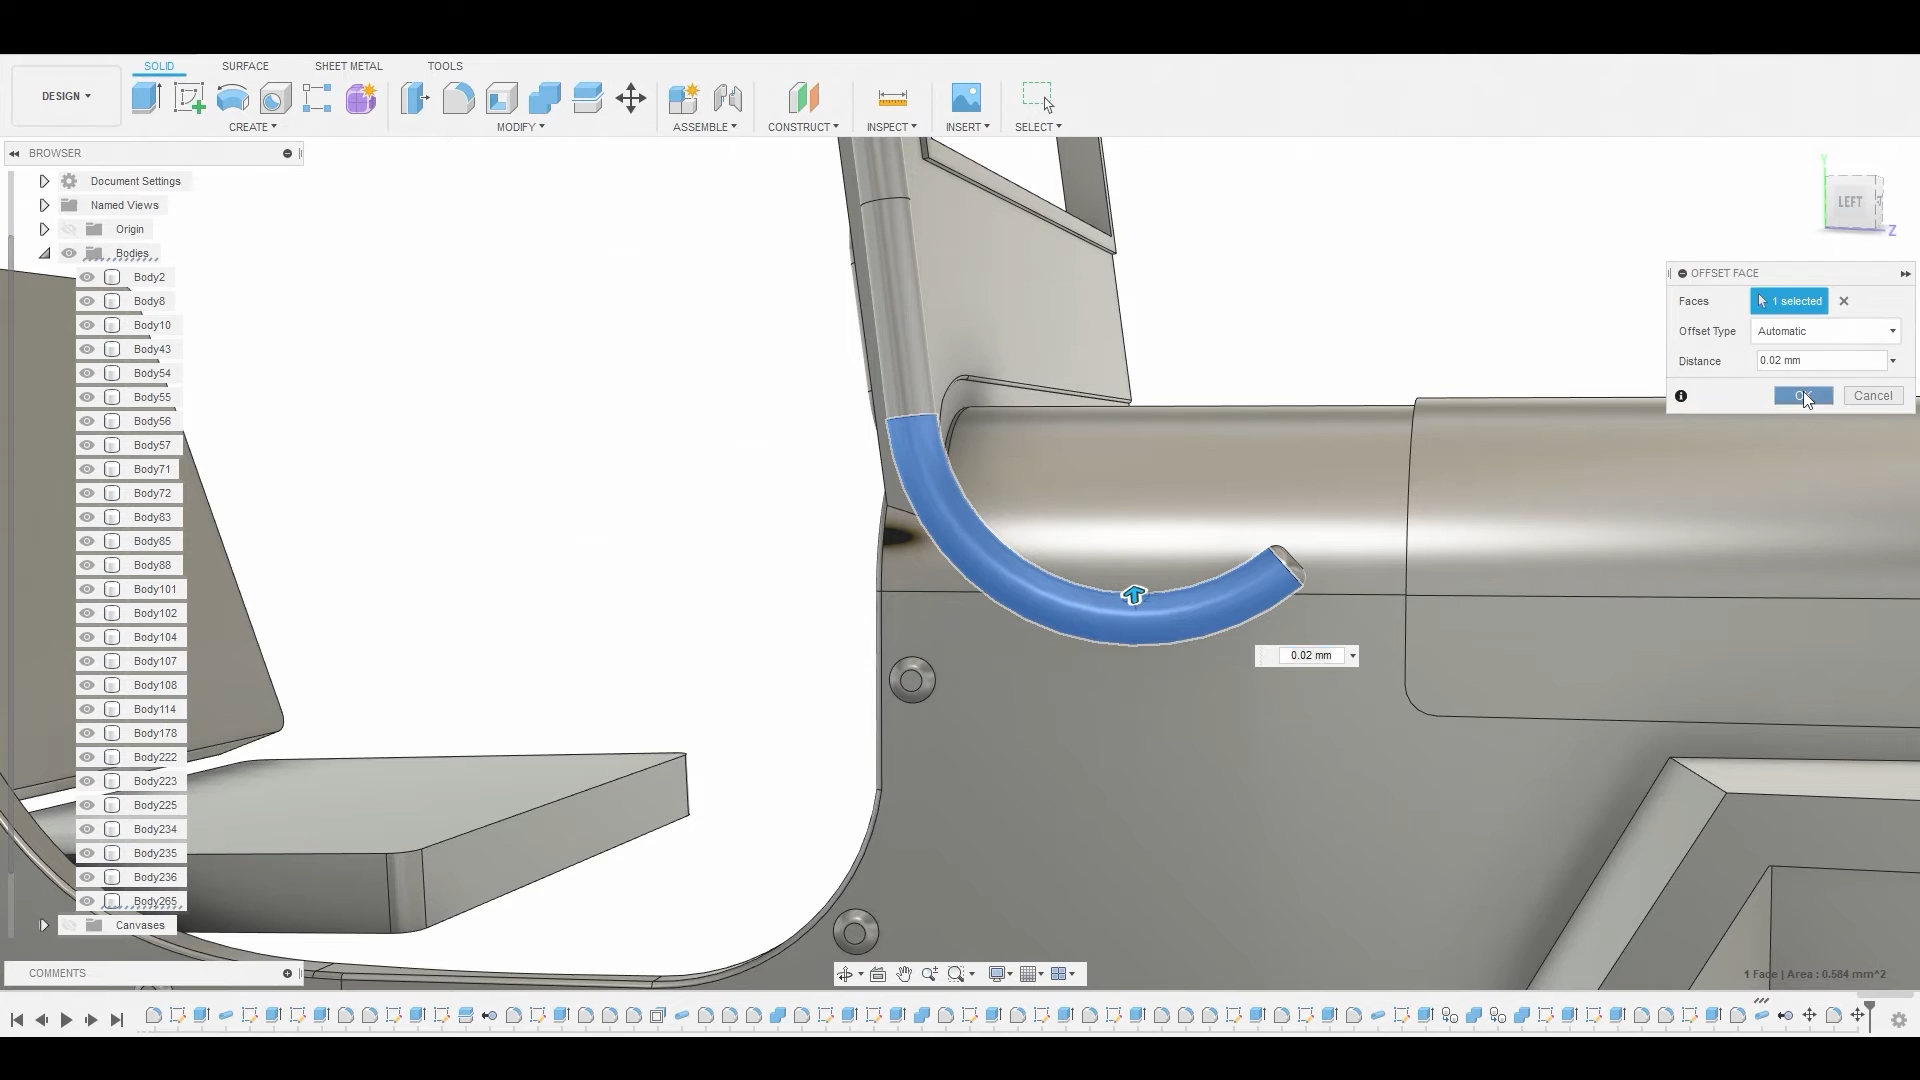 SOLID SURFACE SHEET METAL TOOLS
DESIGN
CREATE MODIFY ASSEMBLE CONSTRUCT INSPECT INSERT SELECT
BROWSER
Document Settings
Named Views
Origin
Bodies
Body2
Body8
Body10
Body43
Body54
Body55
Body56
Body57
Body71
Body72
Body83
Body85
Body88
Body101
Body102
Body104
Body107
Body108
Body114
Body178
Body222
Body223
Body225
Body234
Body235
Body236
Body265
Canvases
COMMENTS
Y
LEFT
Z
OFFSET FACE
Faces 1 selected
Offset Type Automatic
Distance 0.02 mm
OK Cancel
0.02 mm
1 Face | Area : 0.584 mm^2